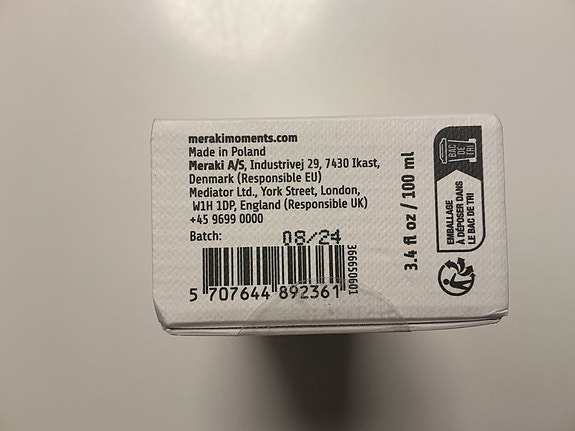 merakimoments.com
Made in Poland
Meraki A/S, Industrivej 29, 7430 Ikast,
Denmark (Responsible EU)
Mediator Ltd., York Street, London,
W1H 1DP, England (Responsible UK)
+45 9699 0000
Batch: 08/24
5 707644 892361
366590601
3.4 fl oz / 100 ml
BAC
DE
TRI
EMBALLAGE
À DÉPOSER DANS
LE BAC DE TRI